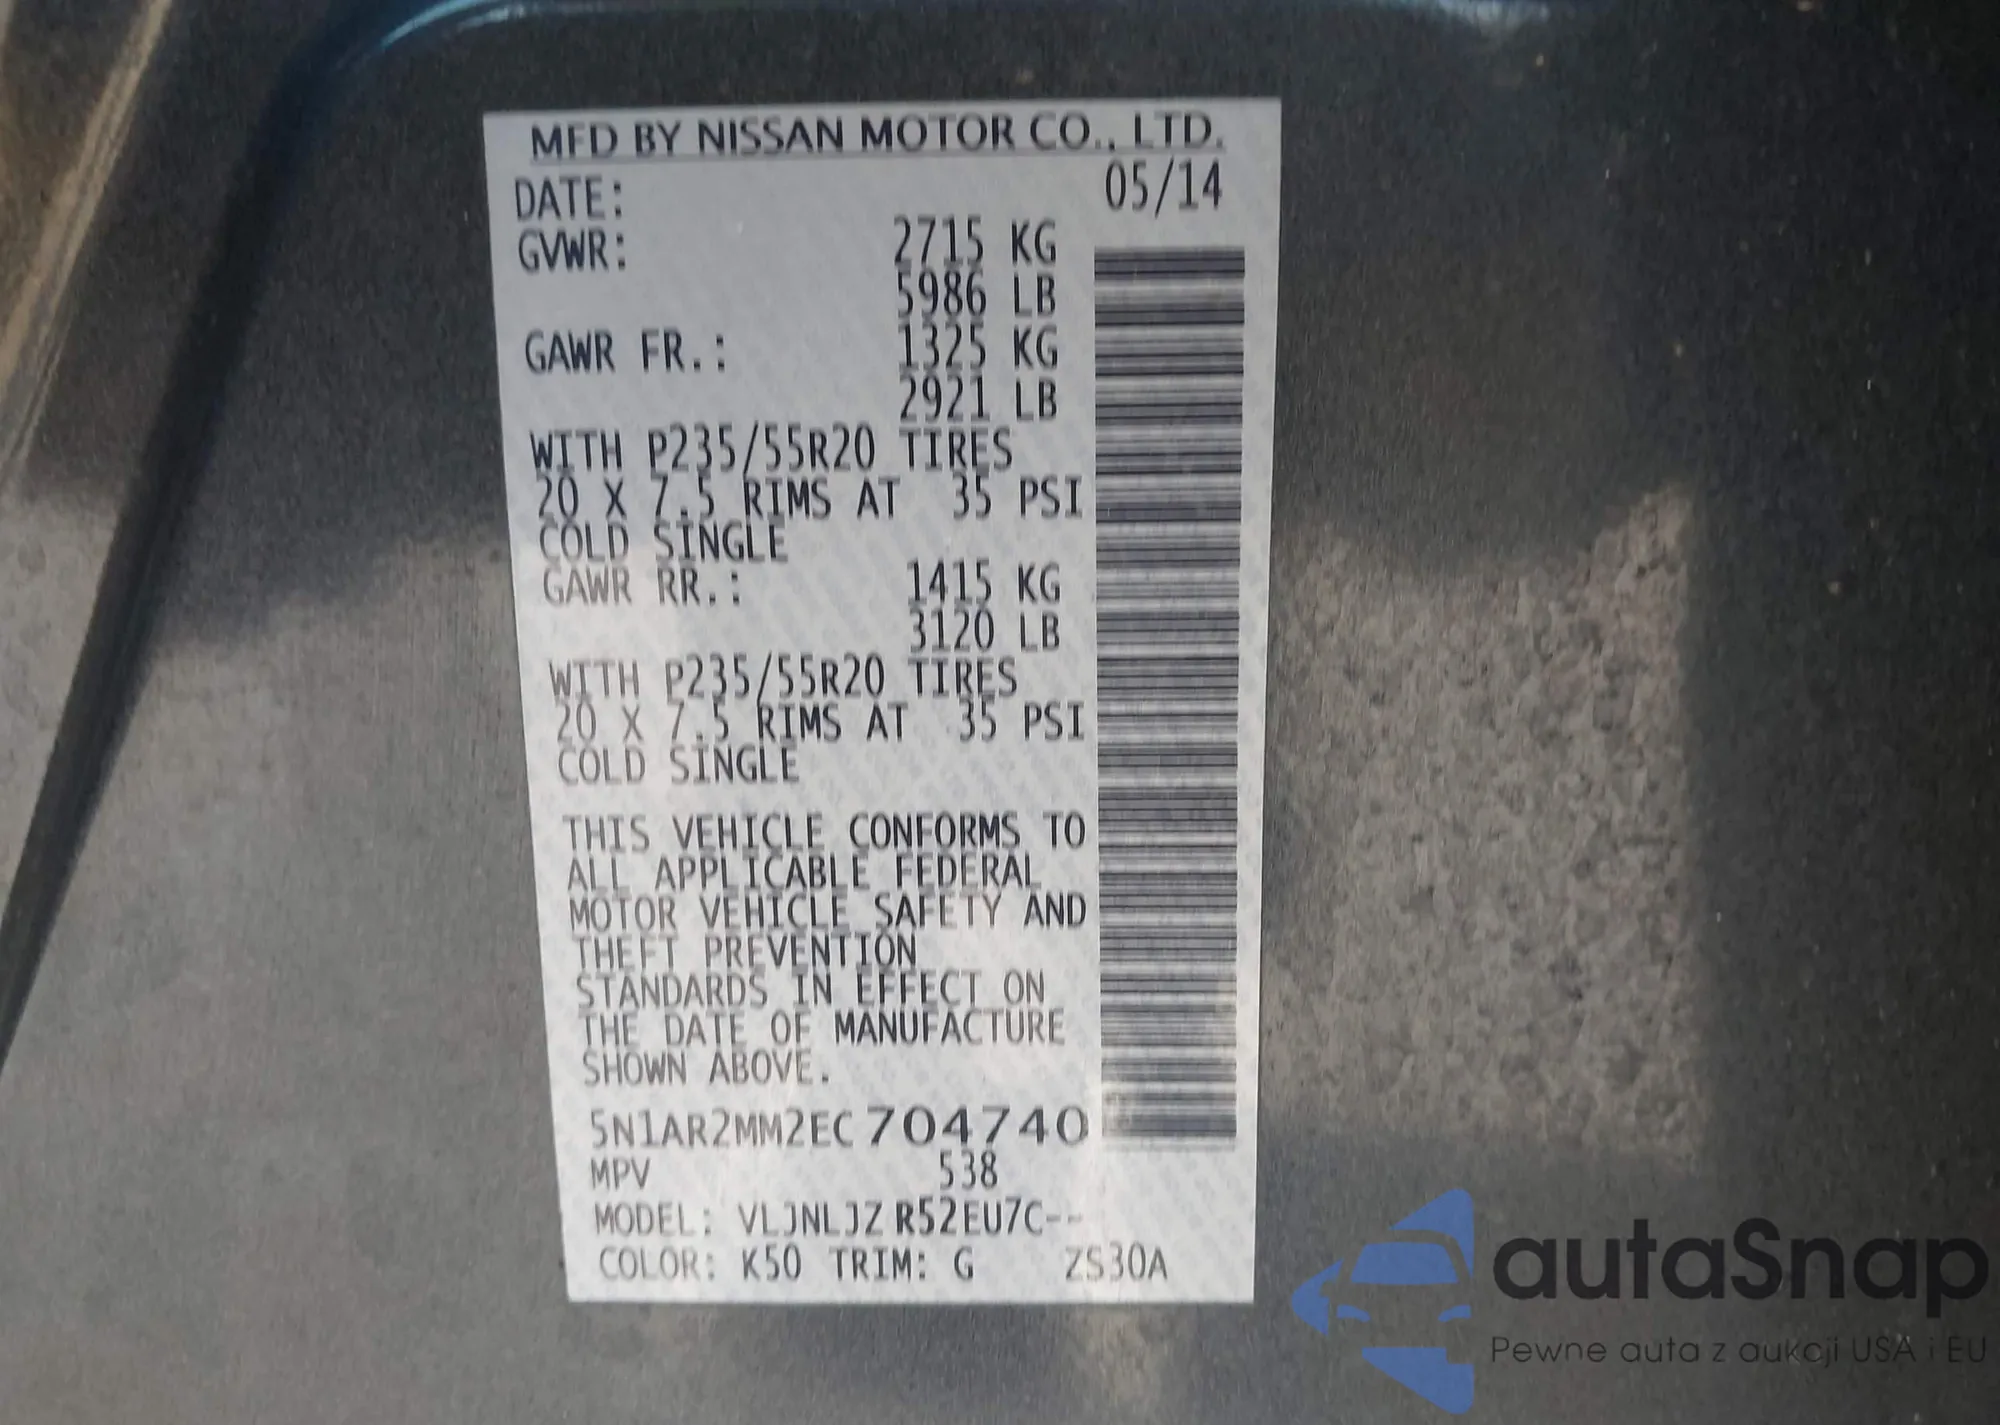 MFD BY NISSAN MOTOR CO., LTD.
DATE: 05/14
GVWR: 2715 KG
5986 LB
GAWR FR.: 1325 KG
2921 LB
WITH P235/55R20 TIRES
20 X 7.5 RIMS AT 35 PSI
COLD SINGLE
GAWR RR.: 1415 KG
3120 LB
WITH P235/55R20 TIRES
20 X 7.5 RIMS AT 35 PSI
COLD SINGLE
THIS VEHICLE CONFORMS TO
ALL APPLICABLE FEDERAL
MOTOR VEHICLE SAFETY AND
THEFT PREVENTION
STANDARDS IN EFFECT ON
THE DATE OF MANUFACTURE
SHOWN ABOVE.
5N1AR2MM2EC704740
MPV 538
MODEL: VLJNLJZ R52EU7C--
COLOR: K50 TRIM: G ZS30A
autaSnap
Pewne auta z aukcji USA i EU